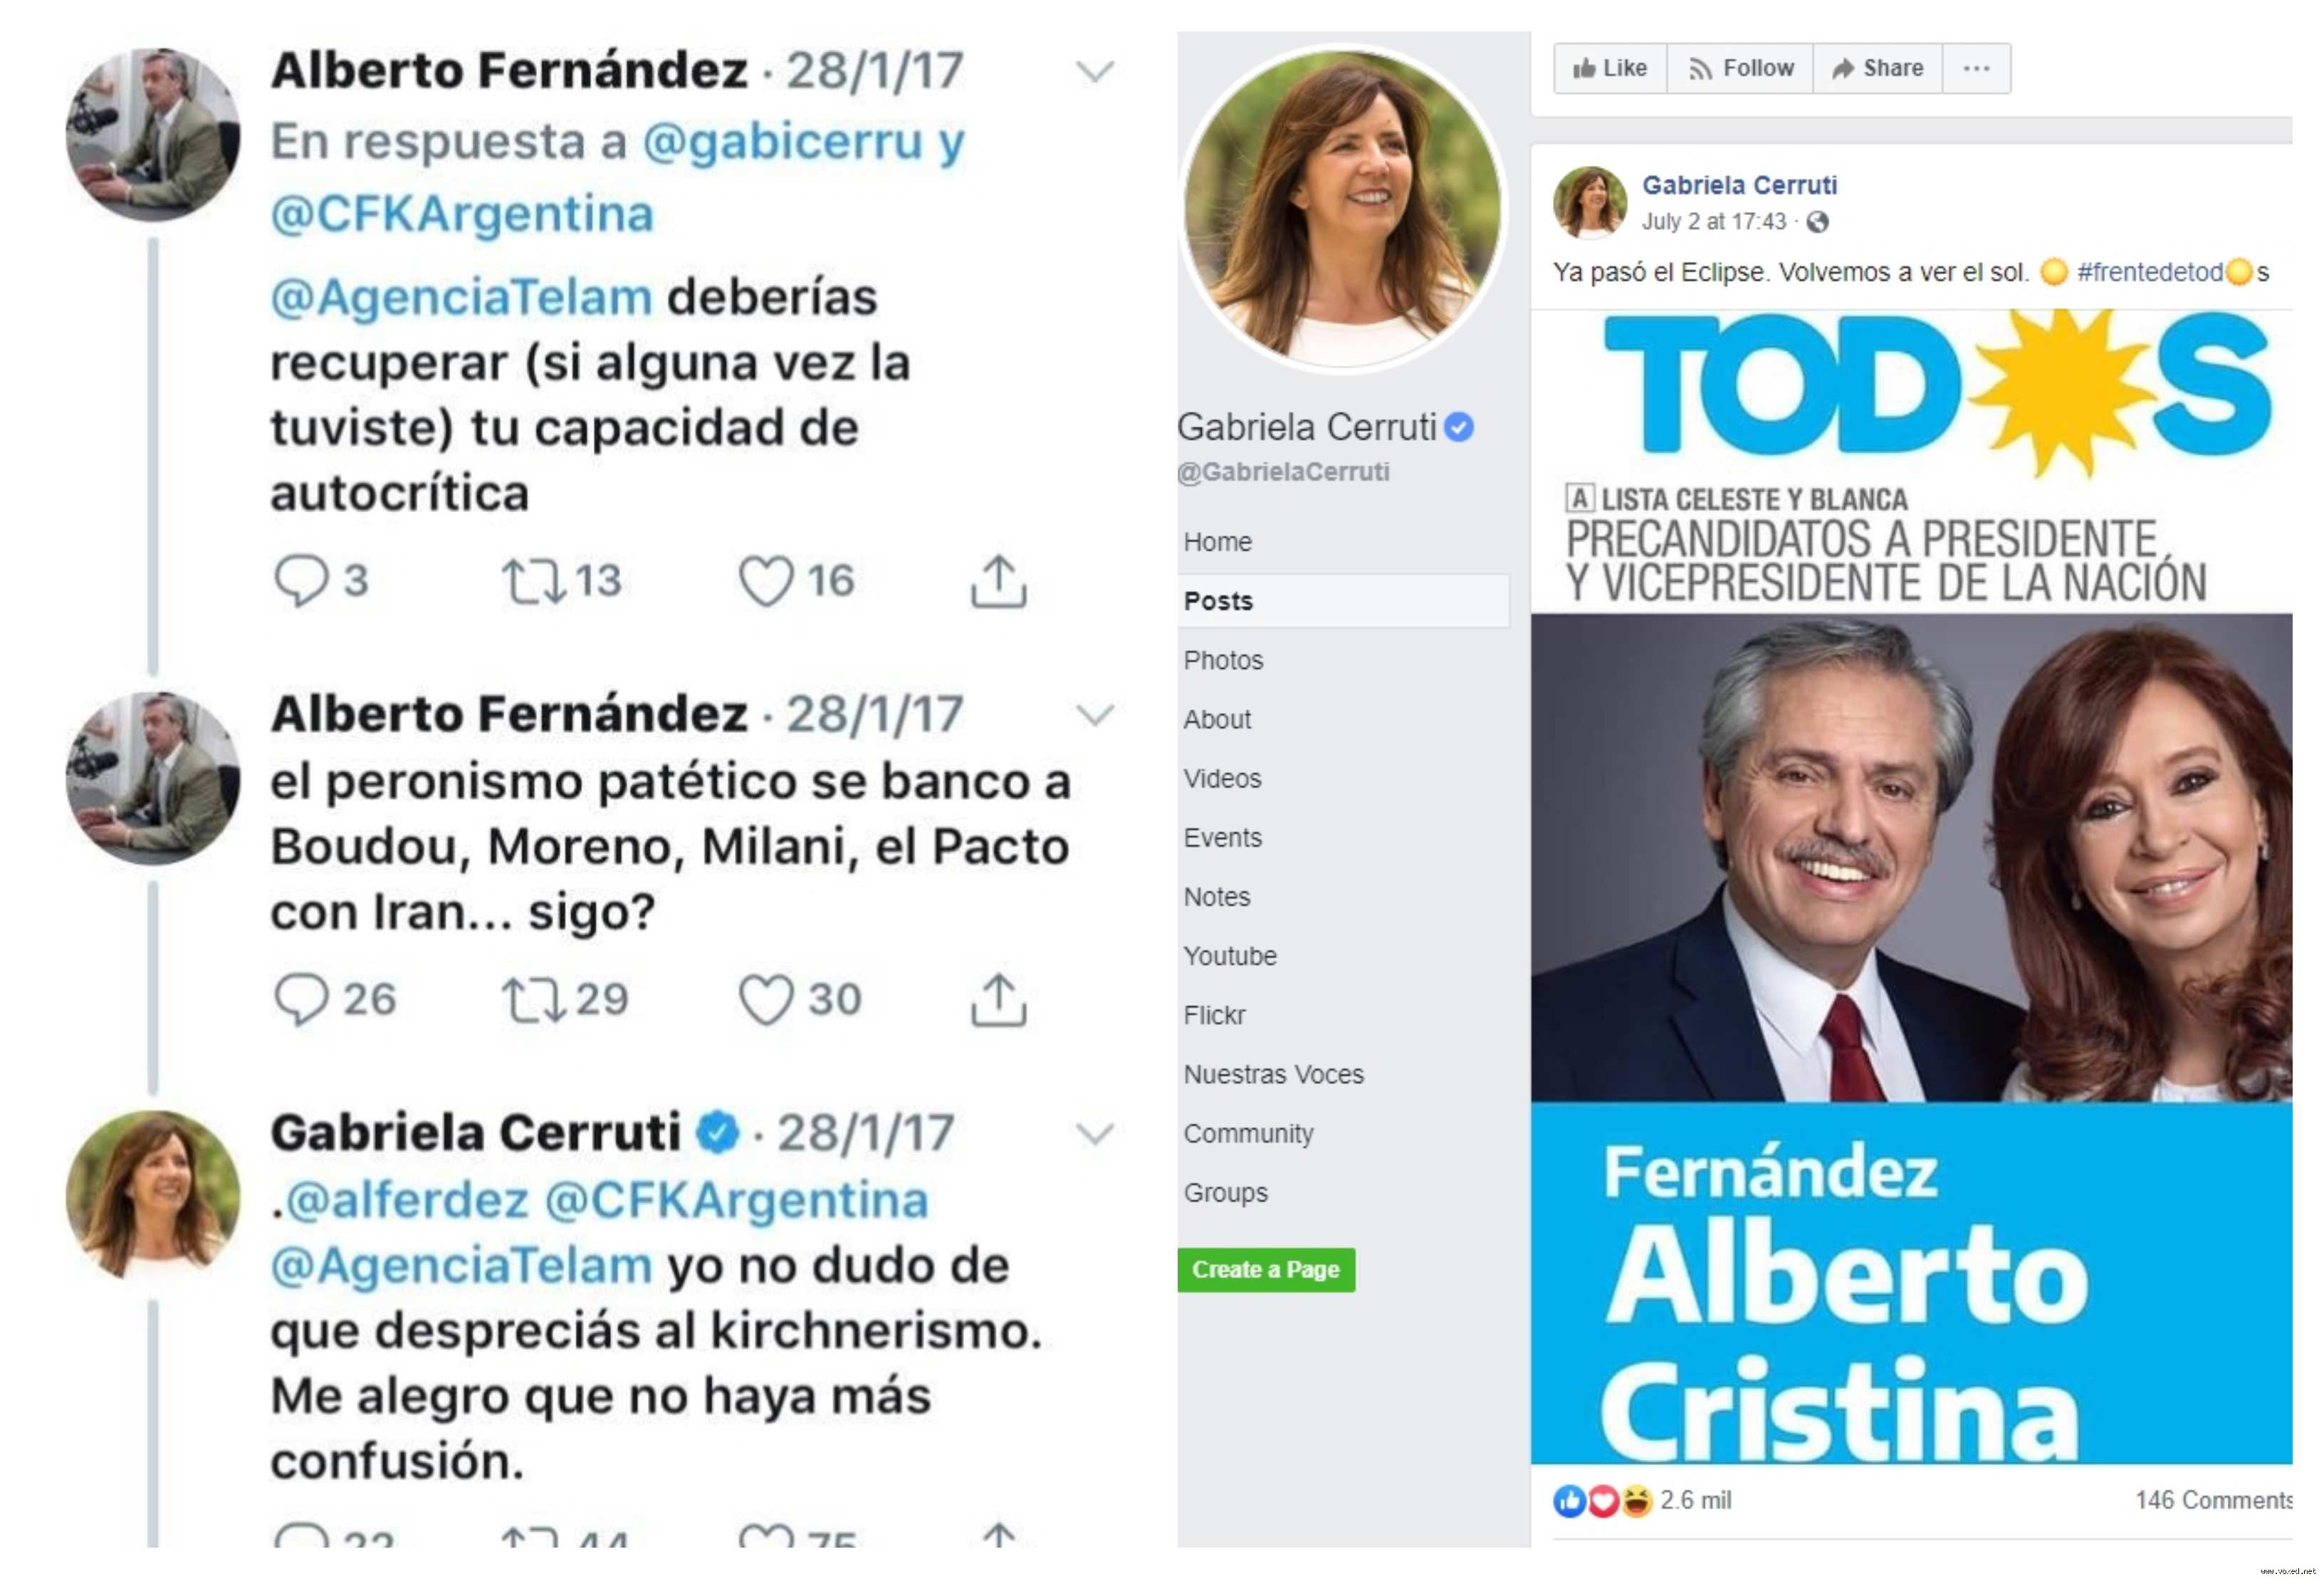 Alberto Fernández · 28/1/17
En respuesta a @gabicerru y
@CFKArgentina
@AgenciaTelam deberías
recuperar (si alguna vez la
tuviste) tu capacidad de
autocrítica
3 13 16
Alberto Fernández · 28/1/17
el peronismo patético se banco a
Boudou, Moreno, Milani, el Pacto
con Iran... sigo?
26 29 30
Gabriela Cerruti · 28/1/17
.@alferdez @CFKArgentina
@AgenciaTelam yo no dudo de
que despreciás al kirchnerismo.
Me alegro que no haya más
confusión.
22 44 75
Gabriela Cerruti
@GabrielaCerruti
Home
Posts
Photos
About
Videos
Events
Notes
Youtube
Flickr
Nuestras Voces
Community
Groups
Create a Page
Like Follow Share ...
Gabriela Cerruti
July 2 at 17:43 ·
Ya pasó el Eclipse. Volvemos a ver el sol. 🌞 #frentedetod🌞s
TOD☀S
A LISTA CELESTE Y BLANCA
PRECANDIDATOS A PRESIDENTE
Y VICEPRESIDENTE DE LA NACIÓN
Fernández
Alberto
Cristina
2.6 mil 146 Comments
www.voxed.net